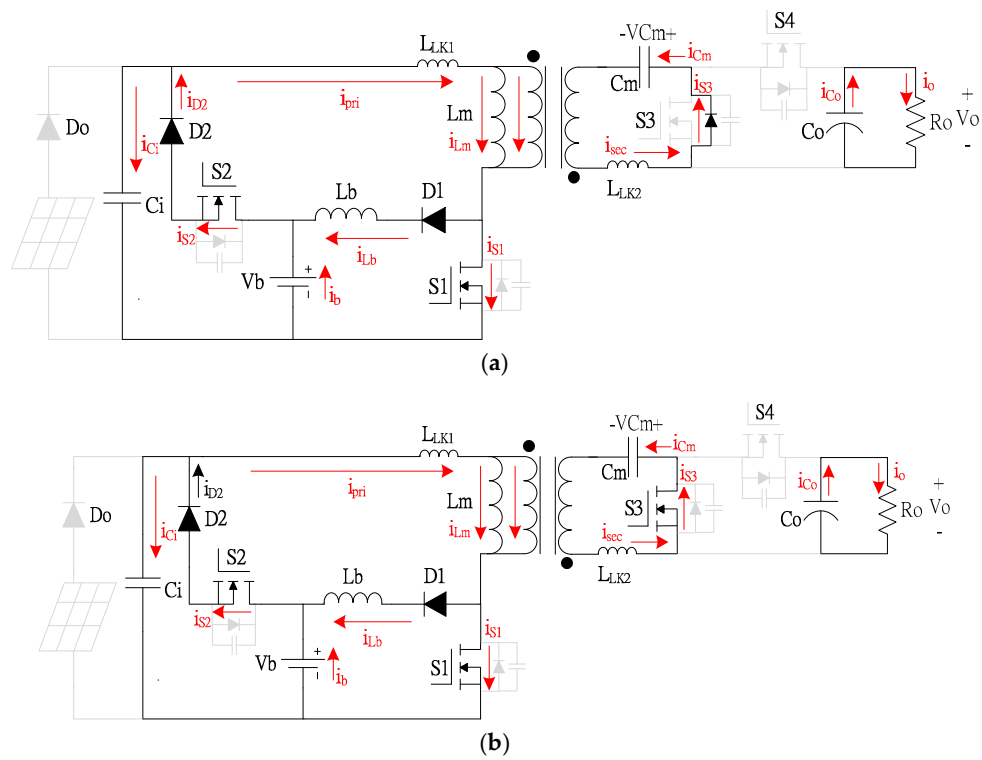 S4
-VCm+
iCm
LLK1
Cm
iS3
iD2
ipri
iCo
io
Do
D2
Lm
S3
Co
Ro
+
Vo
-
iCi
iLm
isec
S2
LLK2
Ci
Lb
D1
iS2
iLb
iS1
Vb
+
-
ib
S1
(a)
S4
-VCm+
iCm
LLK1
Cm
iS3
iD2
ipri
iCo
io
Do
D2
Lm
S3
Co
Ro
+
Vo
-
iCi
iLm
isec
S2
LLK2
Ci
Lb
D1
iS2
iLb
iS1
Vb
+
-
ib
S1
(b)